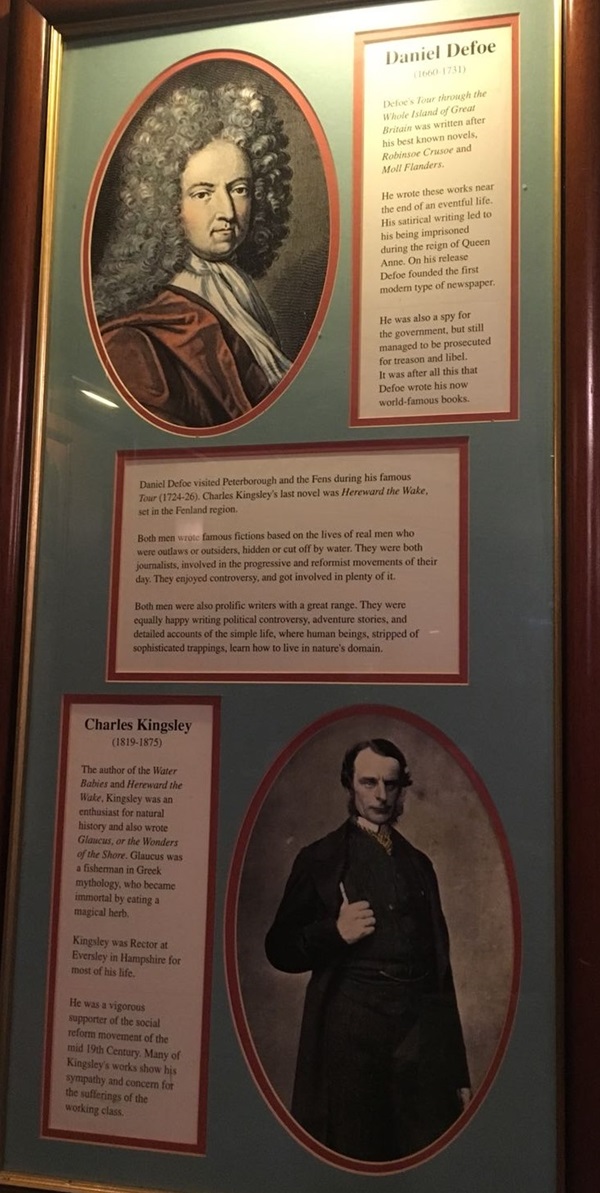 Daniel Defoe
(1660-1731)
Defoe's Tour through the
Whole Island of Great
Britain was written after
his best known novels,
Robinsoe Crusoe and
Moll Flanders.
He wrote these works near
the end of an eventful life.
His satirical writing led to
his being imprisoned
during the reign of Queen
Anne. On his release
Defoe founded the first
modern type of newspaper.
He was also a spy for
the government, but still
managed to be prosecuted
for treason and libel.
It was after all this that
Defoe wrote his now
world-famous books.
Daniel Defoe visited Peterborough and the Fens during his famous
Tour (1724-26). Charles Kingsley's last novel was Hereward the Wake,
set in the Fenland region.
Both men wrote famous fictions based on the lives of real men who
were outlaws or outsiders, hidden or cut off by water. They were both
journalists, involved in the progressive and reformist movements of their
day. They enjoyed controversy, and got involved in plenty of it.
Both men were also prolific writers with a great range. They were
equally happy writing political controversy, adventure stories, and
detailed accounts of the simple life, where human beings, stripped of
sophisticated trappings, learn how to live in nature's domain.
Charles Kingsley
(1819-1875)
The author of the Water
Babies and Hereward the
Wake, Kingsley was an
enthusiast for natural
history and also wrote
Glaucus, or the Wonders
of the Shore. Glaucus was
a fisherman in Greek
mythology, who became
immortal by eating a
magical herb.
Kingsley was Rector at
Eversley in Hampshire for
most of his life.
He was a vigorous
supporter of the social
reform movement of the
mid 19th Century. Many of
Kingsley's works show his
sympathy and concern for
the sufferings of the
working class.